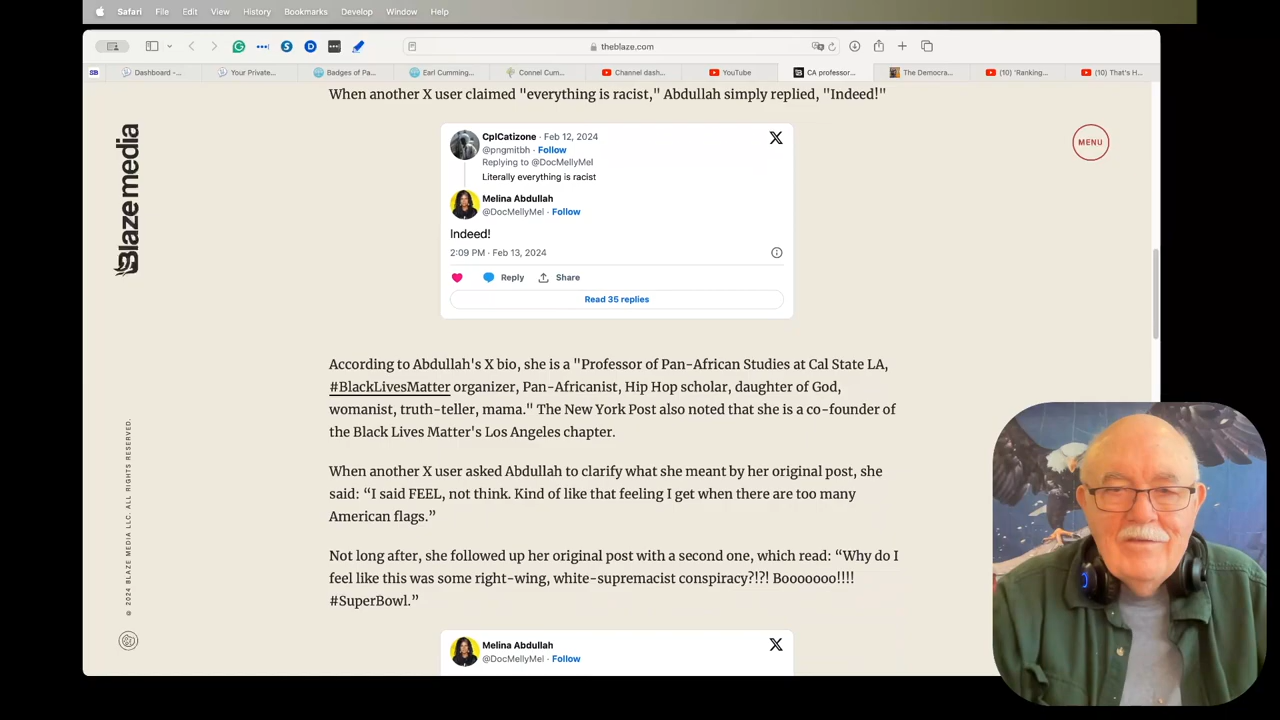 Safari File Edit View History Bookmarks Develop Window Help
theblaze.com
SB Dashboard -... Your Private... Badges of Pa... Earl Cumming... Connel Cum... Channel dash... YouTube CA professor... The Democra... (10) 'Ranking... (10) That's H...
When another X user claimed "everything is racist," Abdullah simply replied, "Indeed!"
Blaze media
MENU
CplCatizone · Feb 12, 2024
@pngmitbh · Follow
Replying to @DocMellyMel
Literally everything is racist
Melina Abdullah
@DocMellyMel · Follow
Indeed!
2:09 PM · Feb 13, 2024
Reply Share
Read 35 replies
According to Abdullah's X bio, she is a "Professor of Pan-African Studies at Cal State LA,
#BlackLivesMatter organizer, Pan-Africanist, Hip Hop scholar, daughter of God,
womanist, truth-teller, mama." The New York Post also noted that she is a co-founder of
the Black Lives Matter's Los Angeles chapter.
When another X user asked Abdullah to clarify what she meant by her original post, she
said: “I said FEEL, not think. Kind of like that feeling I get when there are too many
American flags.”
Not long after, she followed up her original post with a second one, which read: “Why do I
feel like this was some right-wing, white-supremacist conspiracy?!?! Booooooo!!!!
#SuperBowl.”
© 2024 BLAZE MEDIA LLC. ALL RIGHTS RESERVED.
Melina Abdullah
@DocMellyMel · Follow